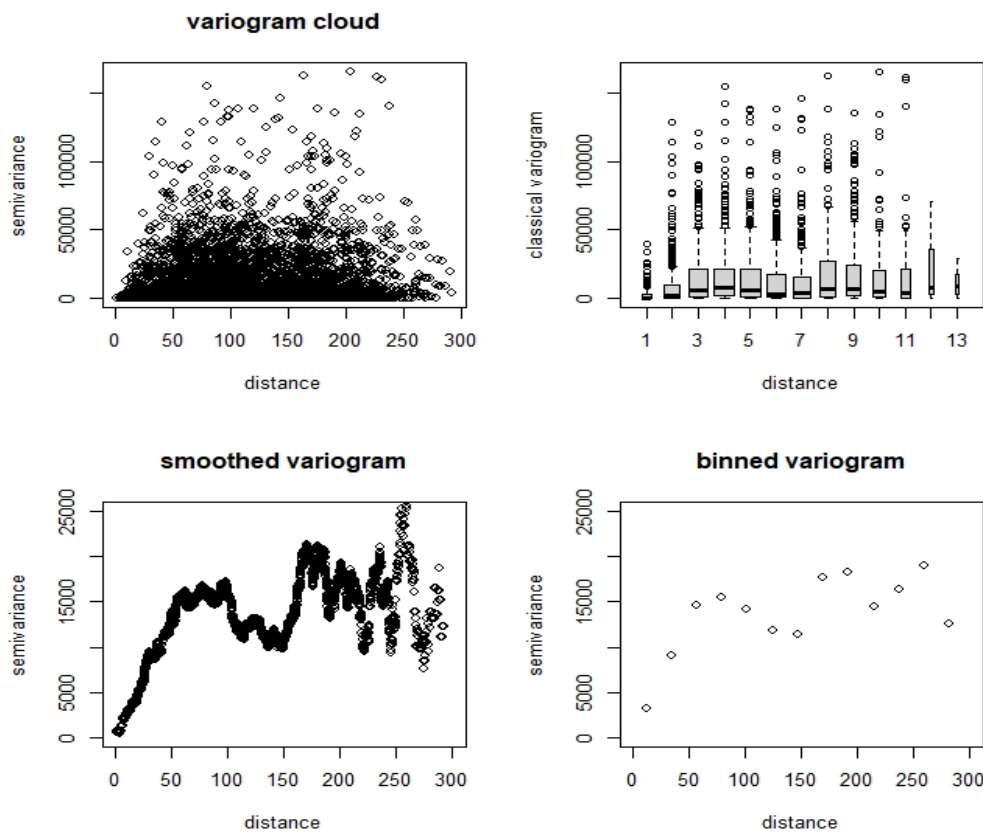 variogram cloud
semivariance
0 50000 100000
0 50 100 150 200 250 300
distance
classical variogram
0 50000 100000
1 3 5 7 9 11 13
distance
smoothed variogram
semivariance
0 5000 15000 25000
0 50 100 150 200 250 300
distance
binned variogram
semivariance
0 5000 15000 25000
0 50 100 150 200 250 300
distance